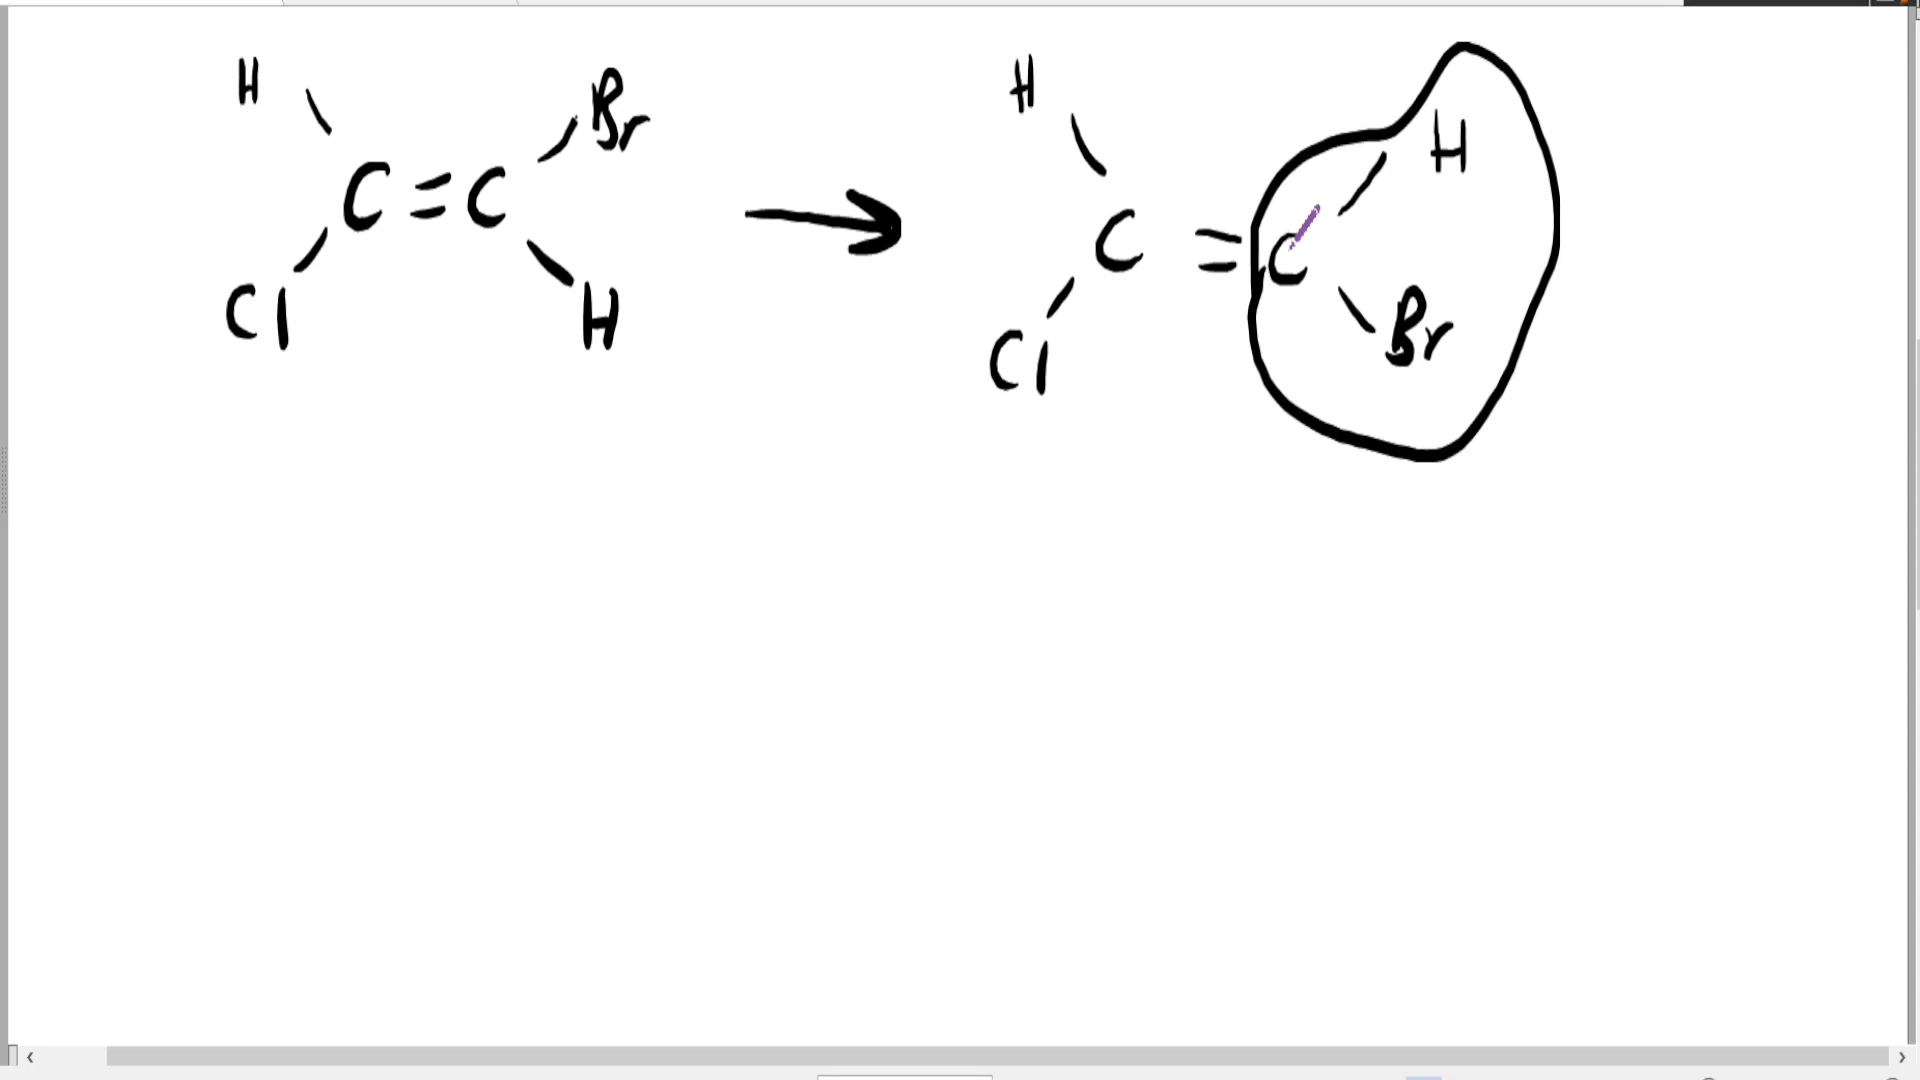 H Br
C=C
Cl H
→
H H
C=C
Cl Br